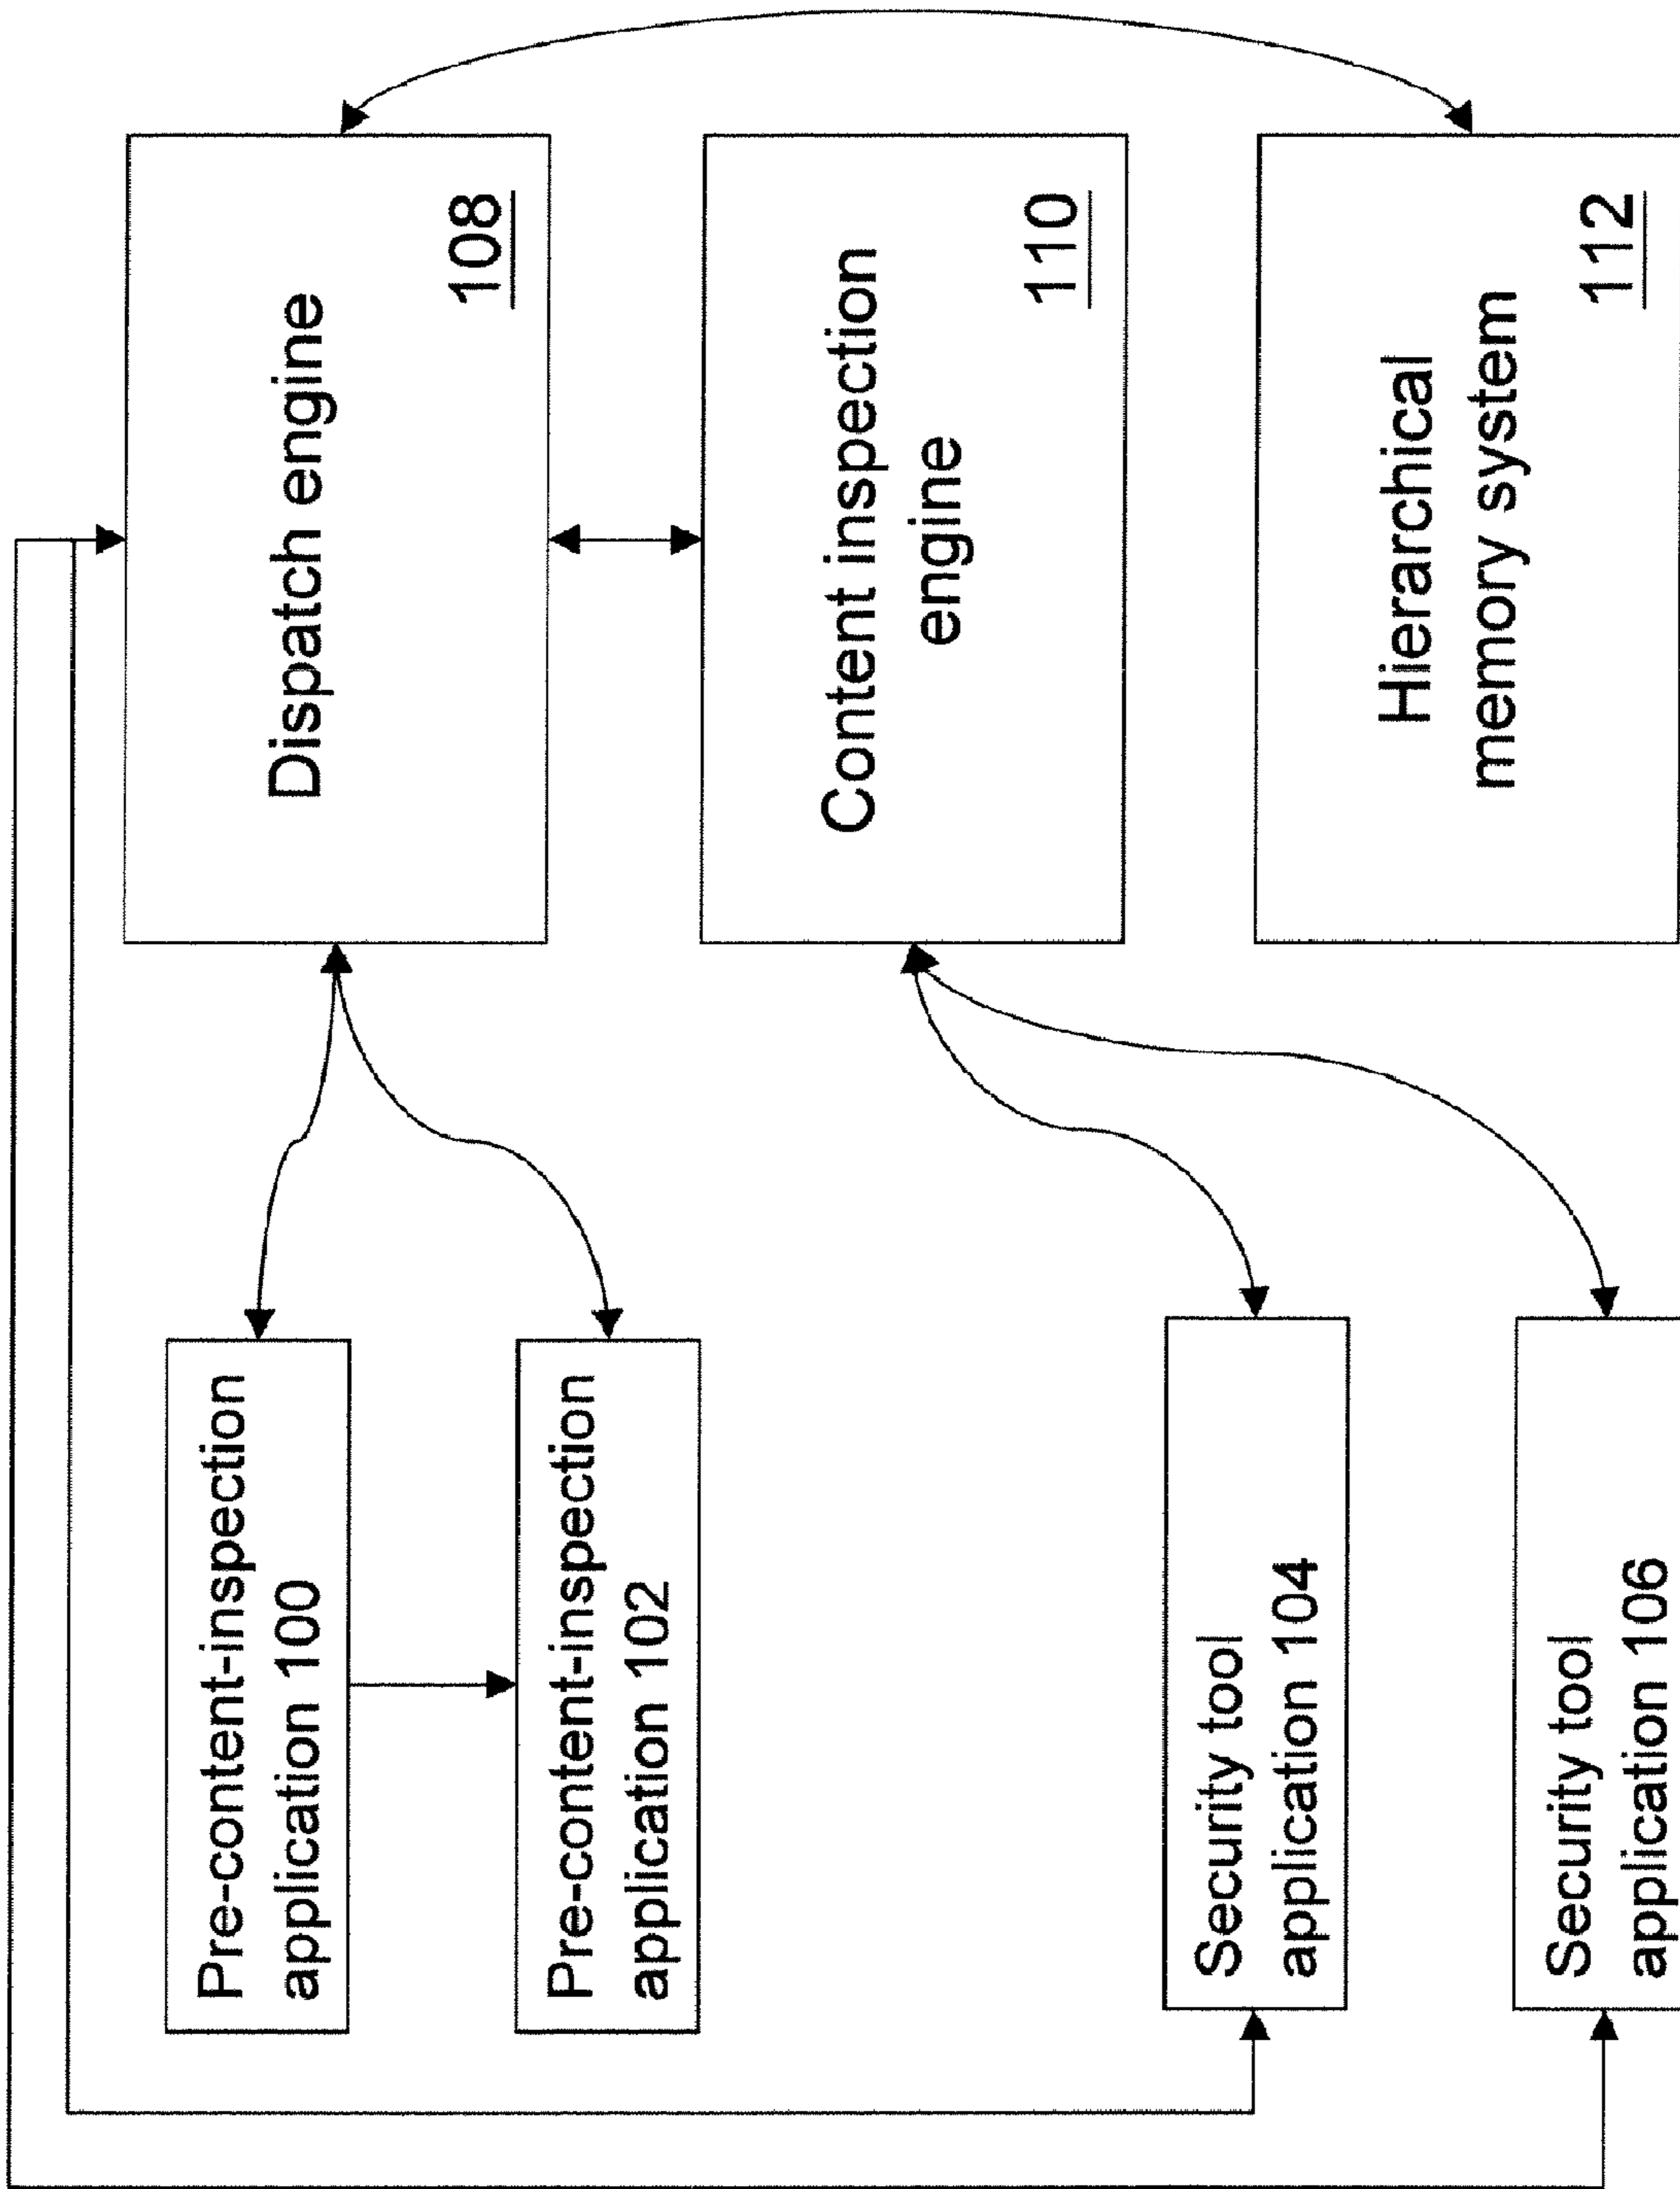 Pre-content-inspection
application 100
Pre-content-inspection
application 102
Security tool
application 104
Security tool
application 106
Dispatch engine
108
Content inspection
engine
110
Hierarchical
memory system
112